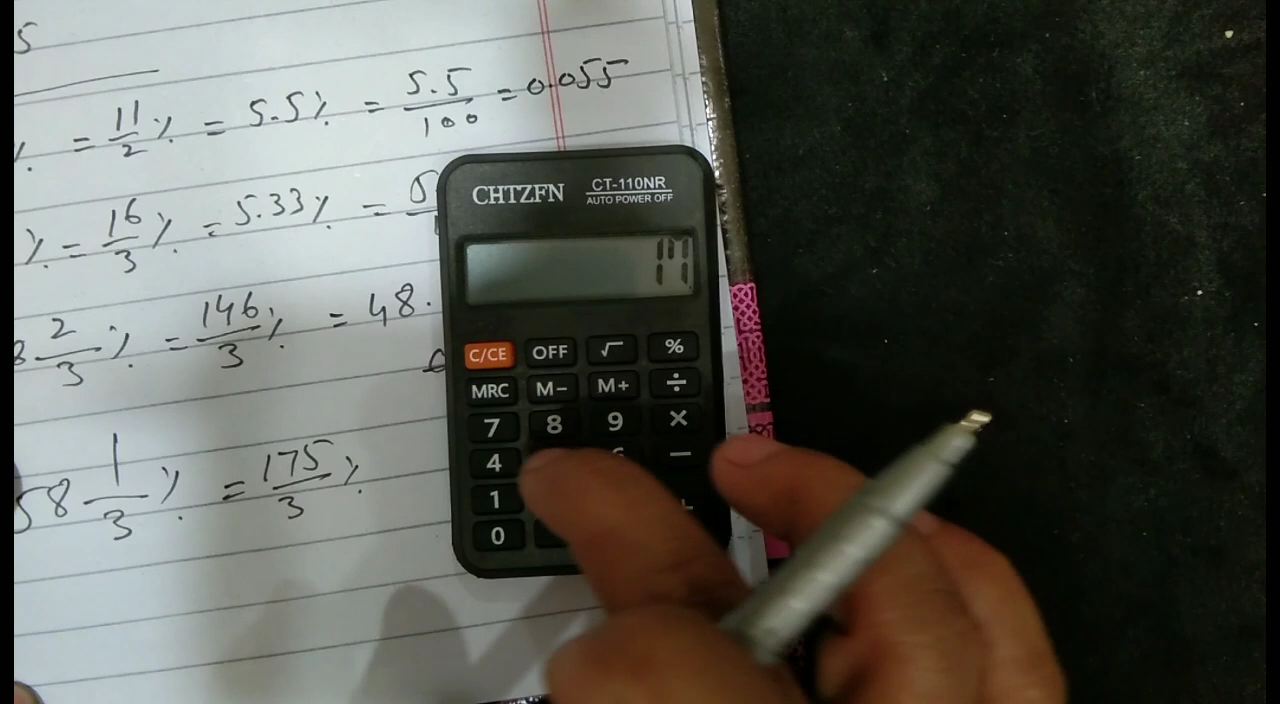 5
% = 11/2 % = 5.5% = 5.5/100 = 0.055
% = 16/3 % = 5.33% = 5
8 2/3 % = 146/3 % = 48.
58 1/3 % = 175/3 %
CHTZFN CT-110NR
AUTO POWER OFF
17
C/CE OFF √ %
MRC M− M+ ÷
7 8 9 ×
4 −
1
0